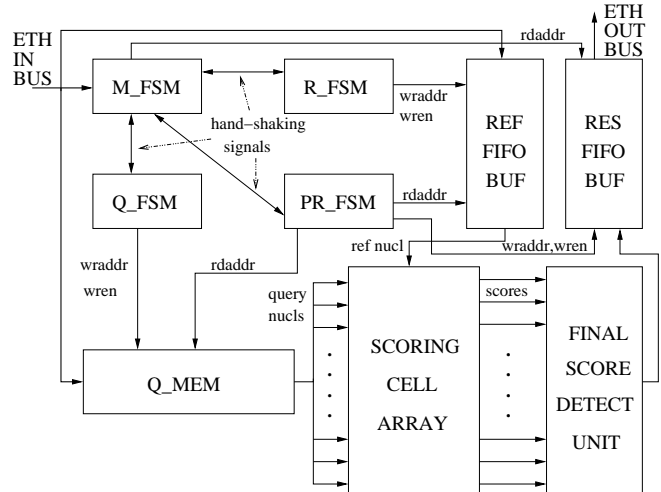 ETH
IN
BUS
ETH
OUT
BUS
rdaddr
M_FSM
R_FSM
wraddr
wren
REF
FIFO
BUF
RES
FIFO
BUF
hand-shaking
signals
Q_FSM
PR_FSM
rdaddr
ref nucl
wraddr,wren
wraddr
wren
rdaddr
query
nucls
scores
Q_MEM
SCORING
CELL
ARRAY
FINAL
SCORE
DETECT
UNIT